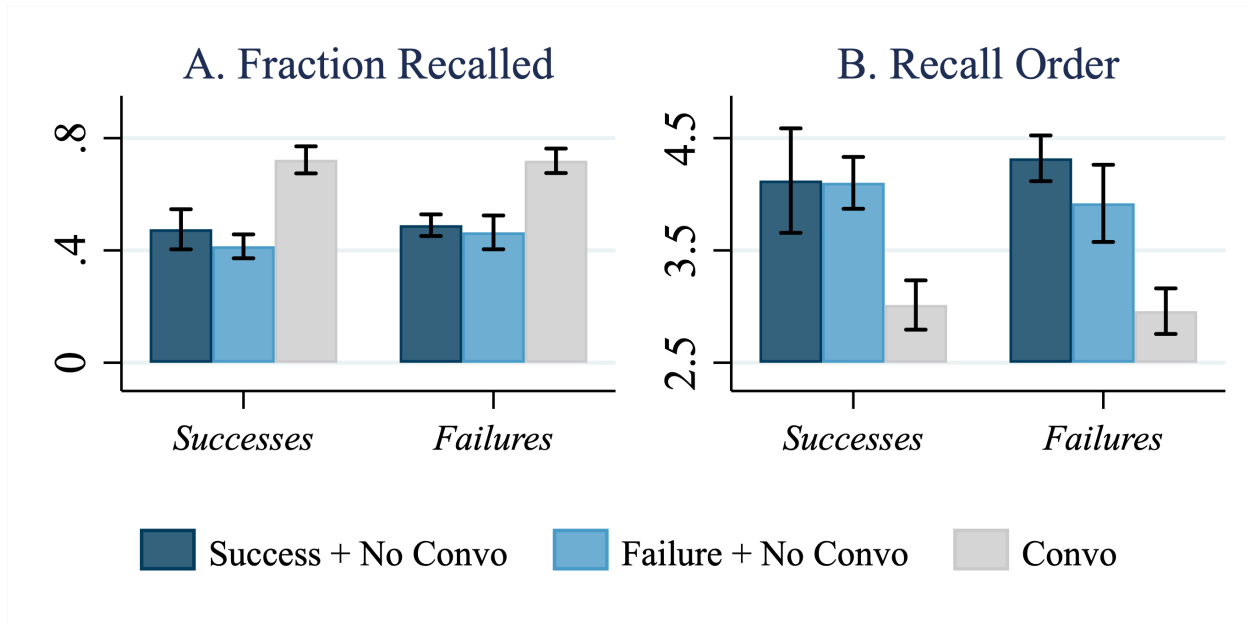 A. Fraction Recalled
.8
.4
0
Successes
Failures
B. Recall Order
4.5
3.5
2.5
Successes
Failures
Success + No Convo
Failure + No Convo
Convo